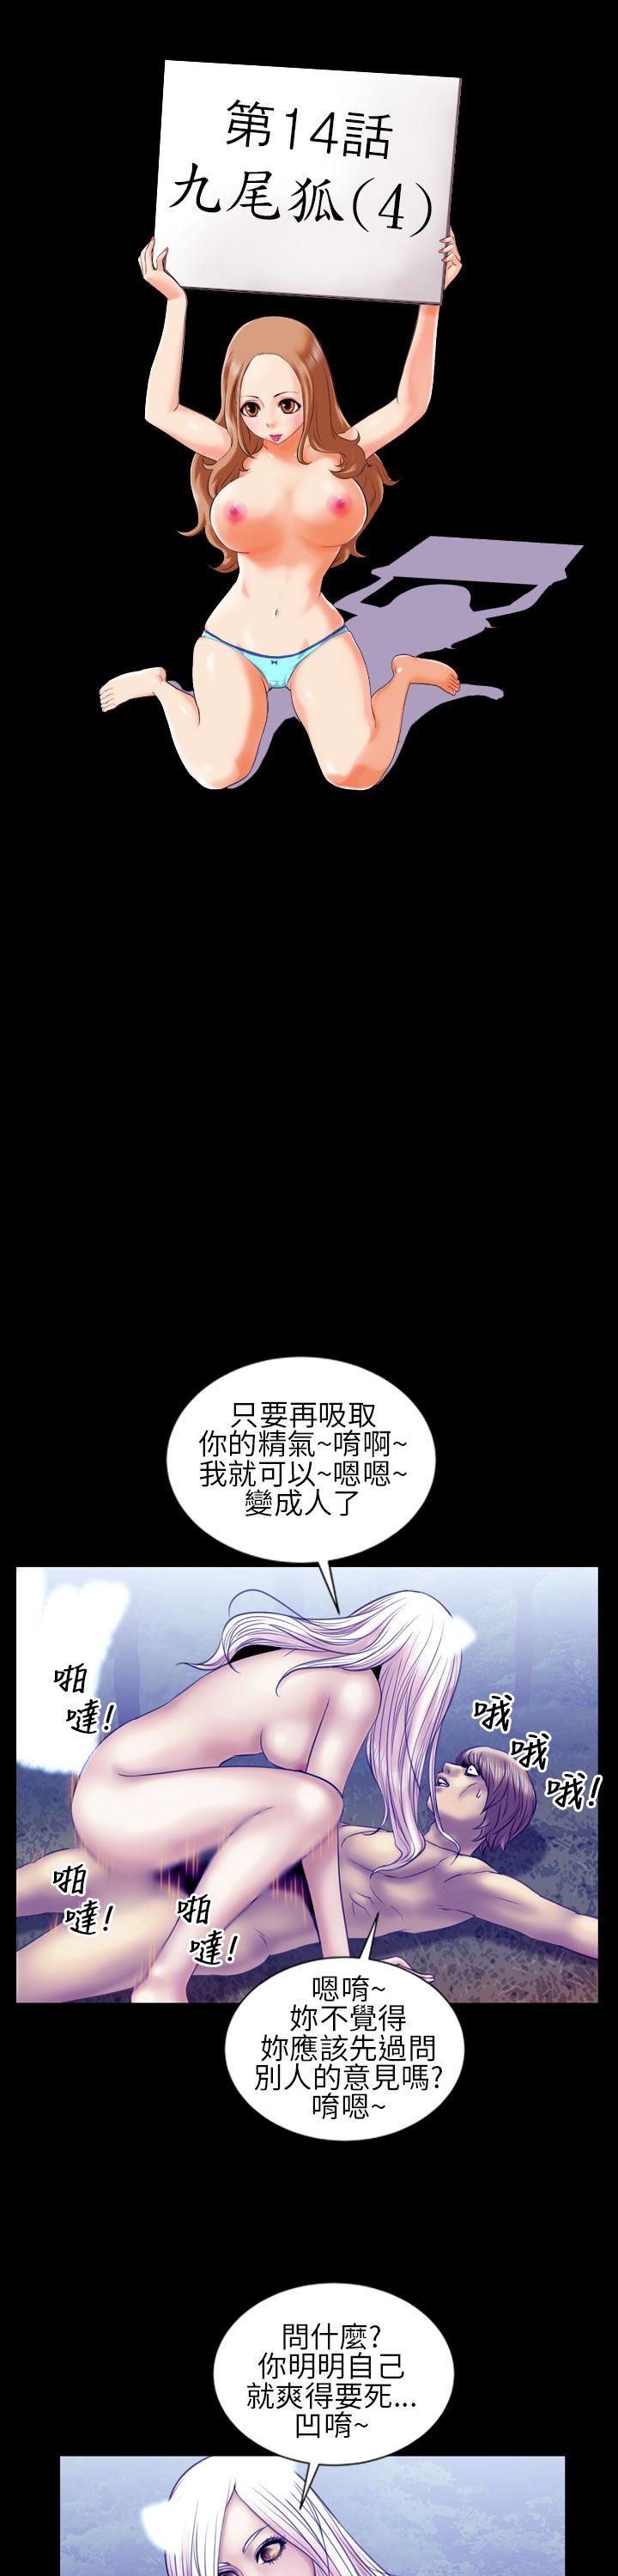 第14話
九尾狐(4)
只要再吸取
你的精氣~唷啊~
我就可以~嗯嗯~
變成人了
啪
噠!
哦
哦
哦!
啪
噠!
啪
噠!
嗯唷~
妳不覺得
妳應該先過問
別人的意見嗎?
唷嗯~
問什麼?
你明明自己
就爽得要死...
凹唷~